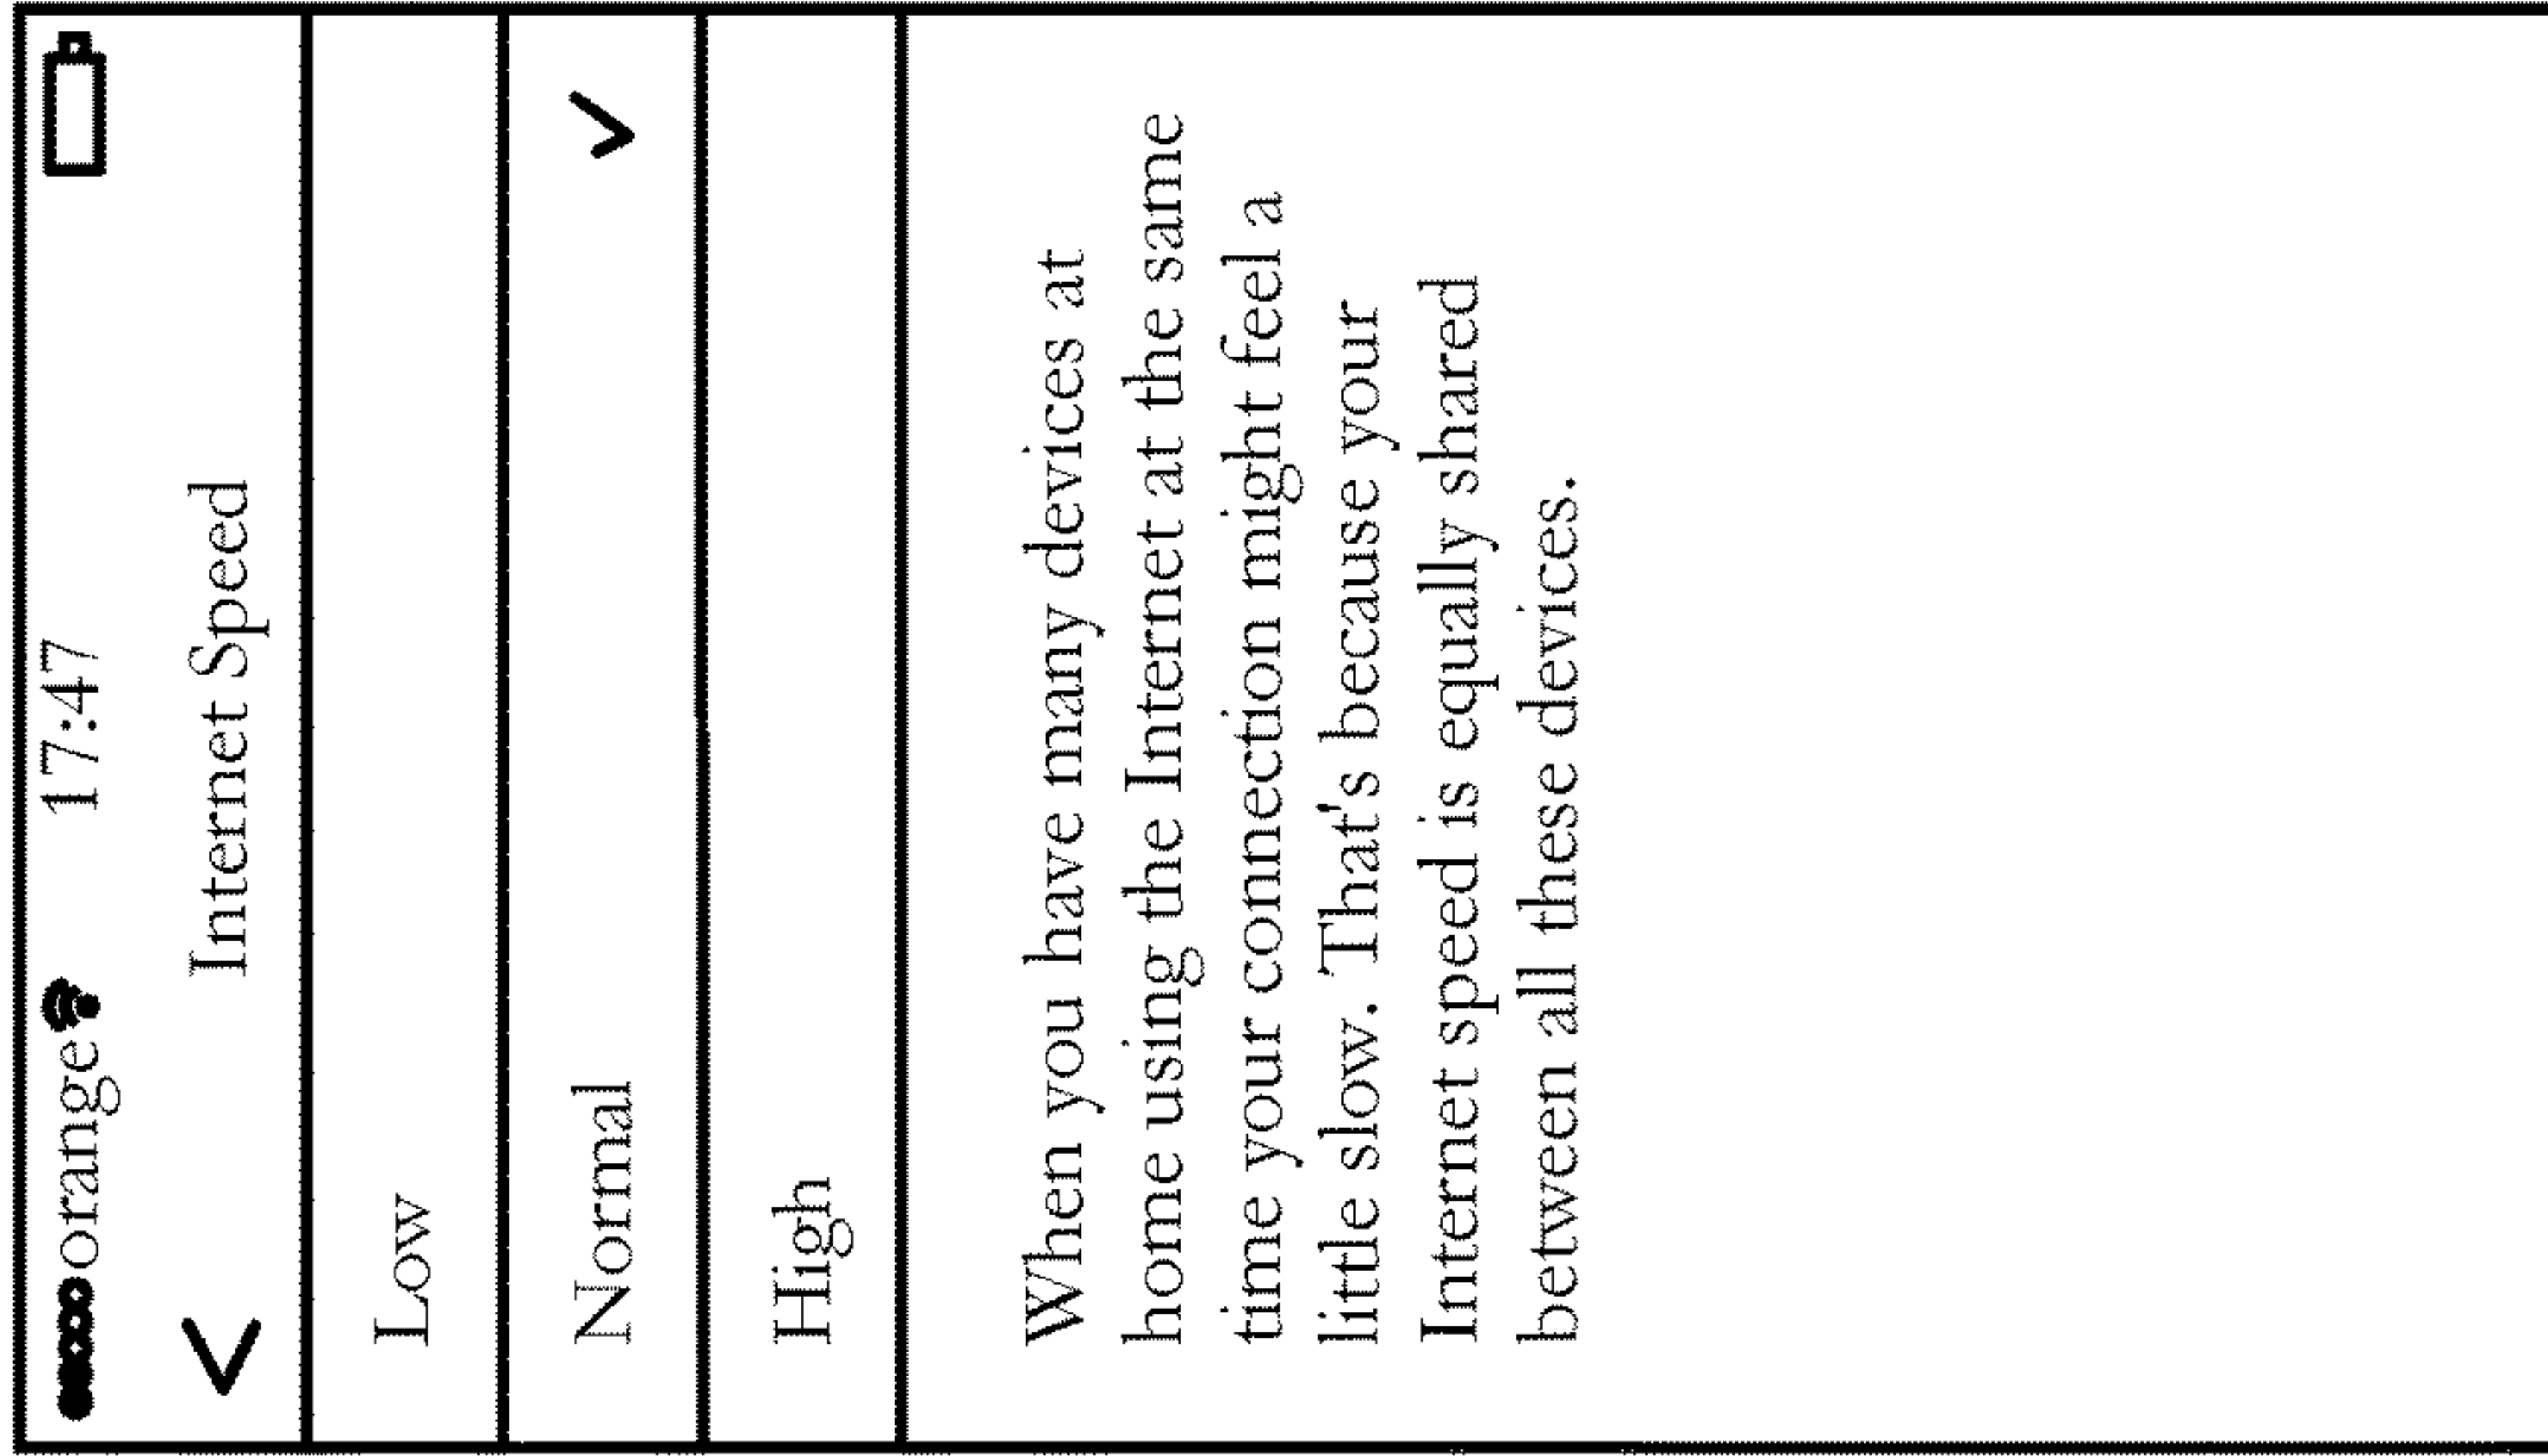 orange 17:47
Internet Speed
Low
Normal
High
When you have many devices at
home using the Internet at the same
time your connection might feel a
little slow. That's because your
Internet speed is equally shared
between all these devices.